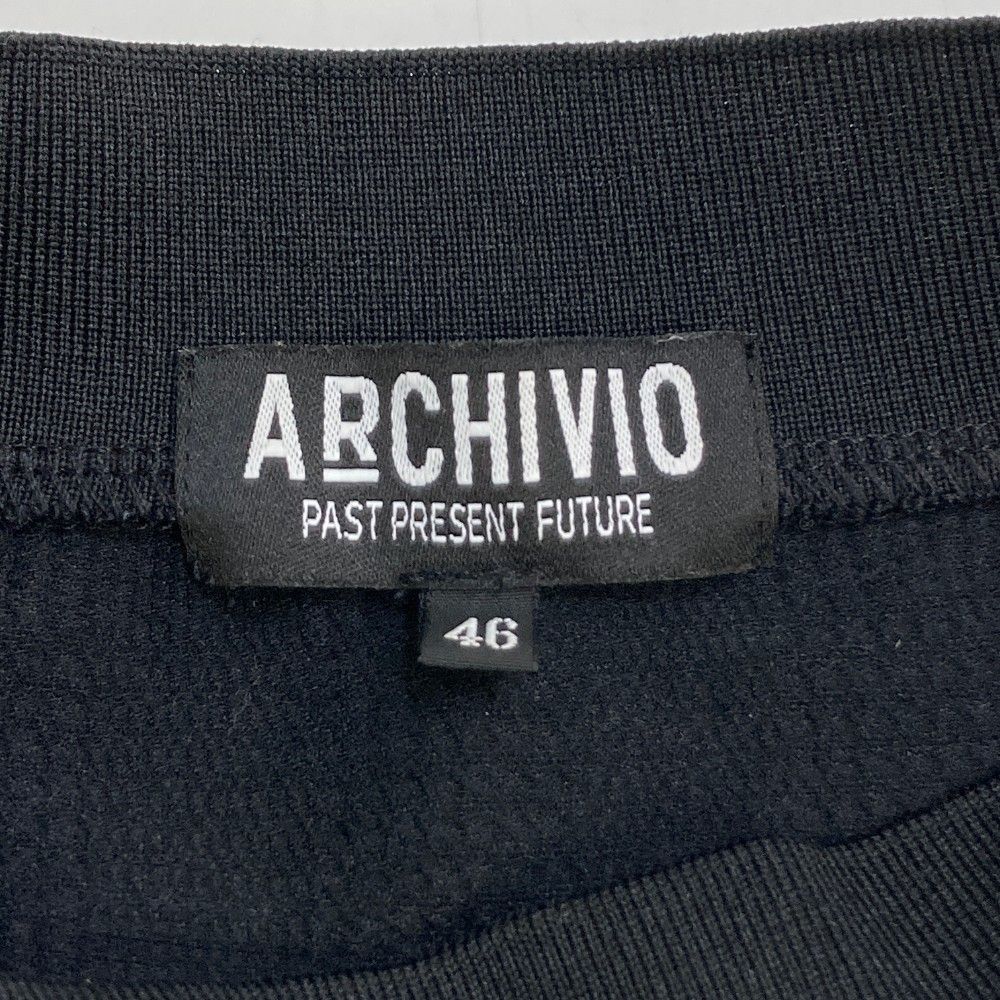 ARCHIVIO
PAST PRESENT FUTURE
46